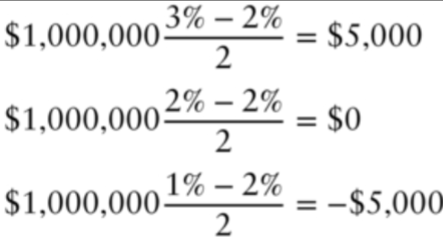 $1,000,000 (3% – 2%)/2 = $5,000
$1,000,000 (2% – 2%)/2 = $0
$1,000,000 (1% – 2%)/2 = –$5,000